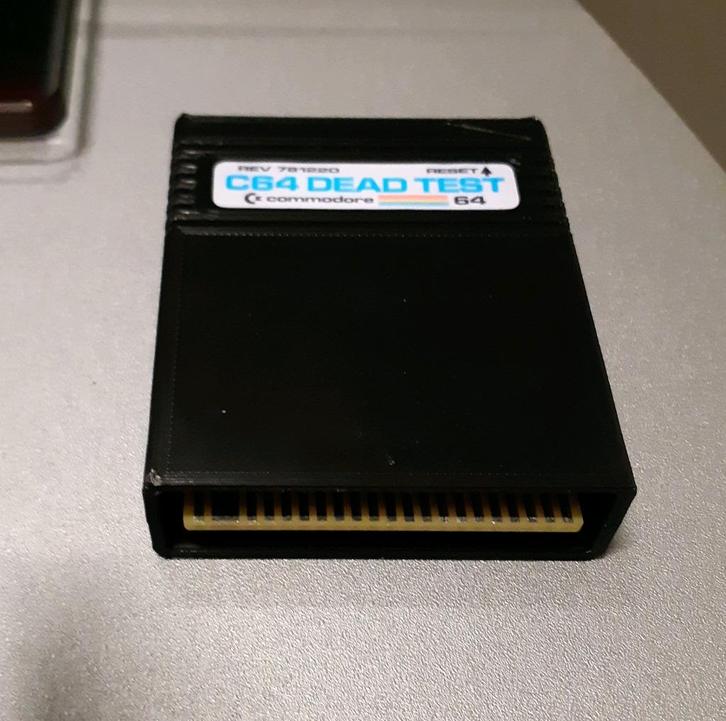 REV 781220 RESET
C64 DEAD TEST
commodore 64